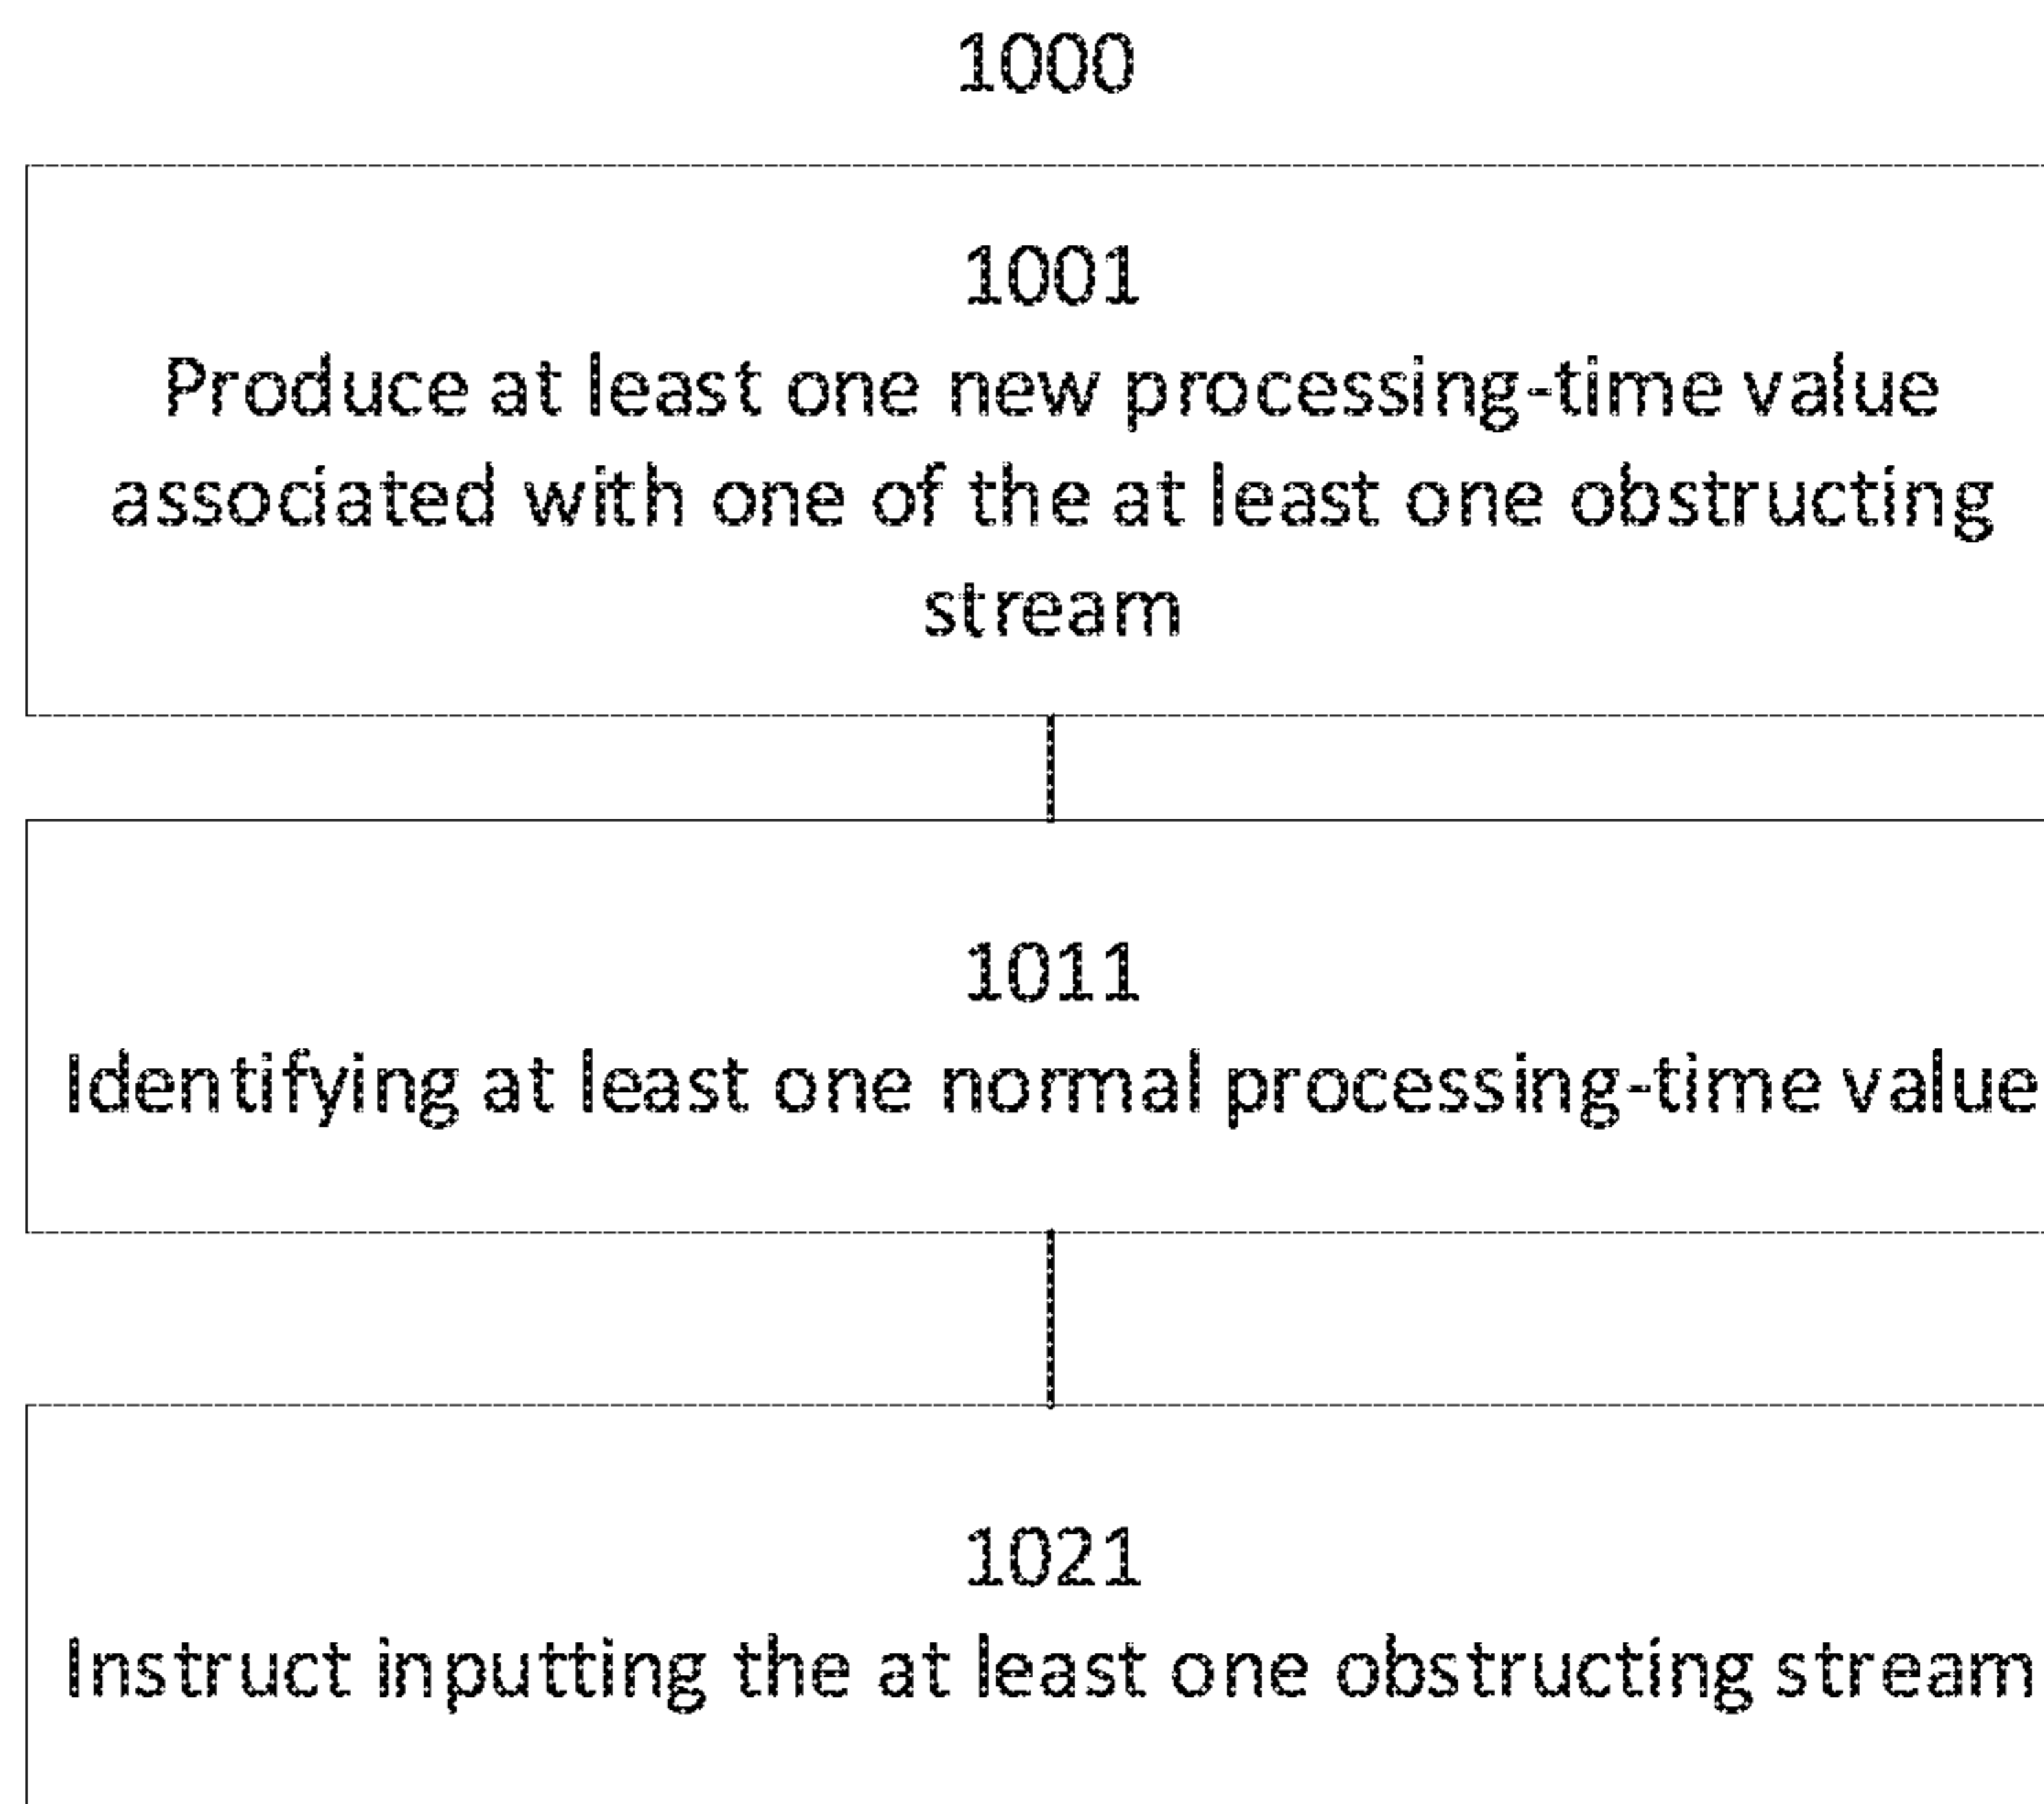 1000
1001
Produce at least one new processing-time value
associated with one of the at least one obstructing
stream
1011
Identifying at least one normal processing-time value
1021
Instruct inputting the at least one obstructing stream